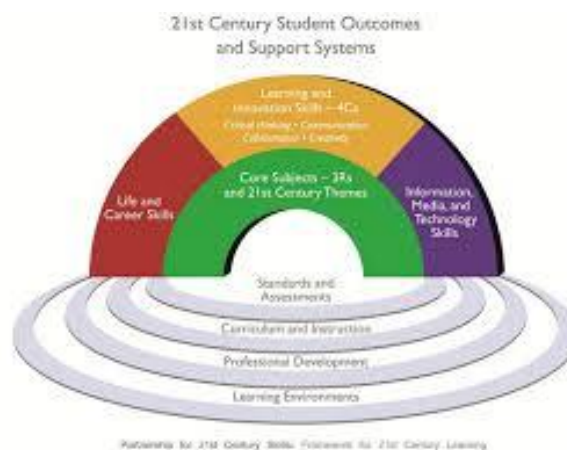 21st Century Student Outcomes
and Support Systems
Learning and
Innovation Skills – 4Cs
Critical thinking • Communication
Collaboration • Creativity
Core Subjects – 3Rs
and 21st Century Themes
Life and
Career Skills
Information,
Media, and
Technology
Skills
Standards and
Assessments
Curriculum and Instruction
Professional Development
Learning Environments
Partnership for 21st Century Skills: Framework for 21st Century Learning